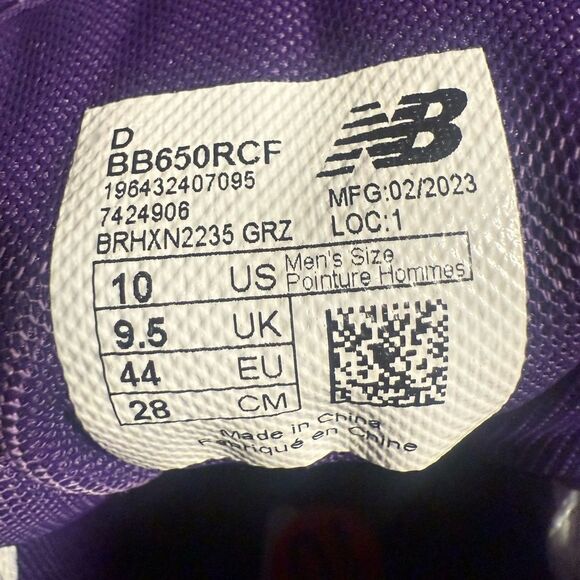 D
BB650RCF
196432407095
7424906
BRHXN2235 GRZ
NB
MFG:02/2023
LOC:1
10 US Men's Size
Pointure Hommes
9.5 UK
44 EU
28 CM
Made in China
Fabriqué en Chine